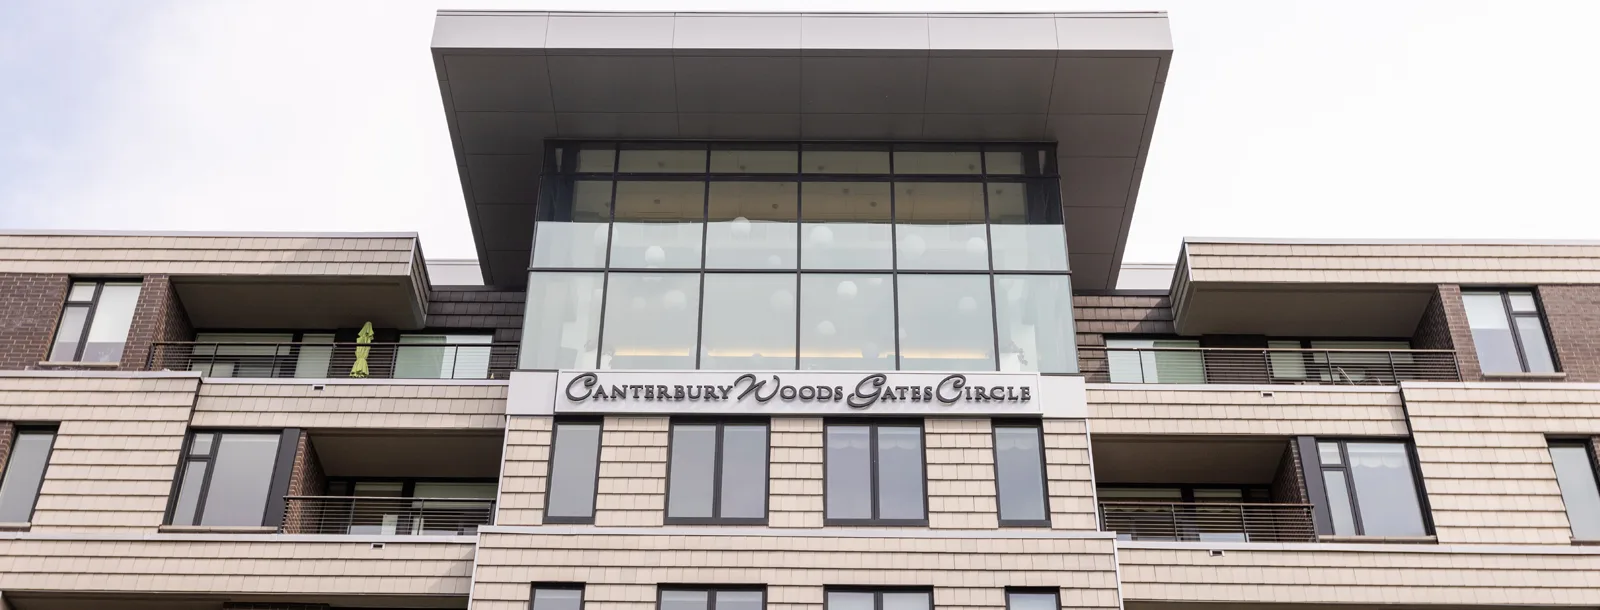 Canterbury Woods Gates Circle